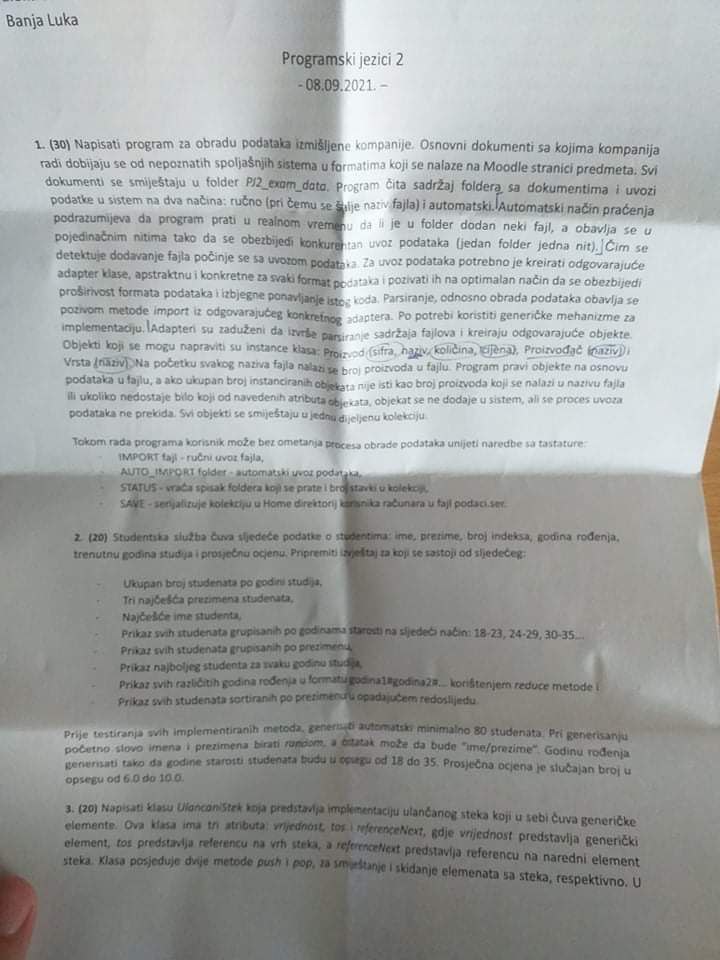 Banja Luka
Programski jezici 2
- 08.09.2021. –
1. (30) Napisati program za obradu podataka izmišljene kompanije. Osnovni dokumenti sa kojima kompanija
radi dobijaju se od nepoznatih spoljašnjih sistema u formatima koji se nalaze na Moodle stranici predmeta. Svi
dokumenti se smiještaju u folder PJ2_exam_data. Program čita sadržaj foldera sa dokumentima i uvozi
podatke u sistem na dva načina: ručno (pri čemu se šalje naziv fajla) i automatski. Automatski način praćenja
podrazumijeva da program prati u realnom vremenu da li je u folder dodan neki fajl, a obavlja se u
pojedinačnim nitima tako da se obezbijedi konkurentan uvoz podataka (jedan folder jedna nit). Čim se
detektuje dodavanje fajla počinje se sa uvozom podataka. Za uvoz podataka potrebno je kreirati odgovarajuće
adapter klase, apstraktnu i konkretne za svaki format podataka i pozivati ih na optimalan način da se obezbijedi
proširivost formata podataka i izbjegne ponavljanje istog koda. Parsiranje, odnosno obrada podataka obavlja se
pozivom metode import iz odgovarajućeg konkretnog adaptera. Po potrebi koristiti generičke mehanizme za
implementaciju. Adapteri su zaduženi da izvrše parsiranje sadržaja fajlova i kreiraju odgovarajuće objekte.
Objekti koji se mogu napraviti su instance klasa: Proizvod (sifra, naziv, količina, cijena), Proizvođač (naziv) i
Vrsta (naziv). Na početku svakog naziva fajla nalazi se broj proizvoda u fajlu. Program pravi objekte na osnovu
podataka u fajlu, a ako ukupan broj instanciranih objekata nije isti kao broj proizvoda koji se nalazi u nazivu fajla
ili ukoliko nedostaje bilo koji od navedenih atributa objekata, objekat se ne dodaje u sistem, ali se proces uvoza
podataka ne prekida. Svi objekti se smiještaju u jednu dijeljenu kolekciju.
Tokom rada programa korisnik može bez ometanja procesa obrade podataka unijeti naredbe sa tastature:
- IMPORT fajl - ručni uvoz fajla,
- AUTO_IMPORT folder - automatski uvoz podataka,
- STATUS - vraća spisak foldera koji se prate i broj stavki u kolekciji,
- SAVE - serijalizuje kolekciju u Home direktorij korisnika računara u fajl podaci.ser.
2. (20) Studentska služba čuva sljedeće podatke o studentima: ime, prezime, broj indeksa, godina rođenja,
trenutnu godina studija i prosječnu ocjenu. Pripremiti izvještaj za koji se sastoji od sljedećeg:
- Ukupan broj studenata po godini studija,
- Tri najčešća prezimena studenata,
- Najčešće ime studenta,
- Prikaz svih studenata grupisanih po godinama starosti na sljedeći način: 18-23, 24-29, 30-35...
- Prikaz svih studenata grupisanih po prezimenu,
- Prikaz najboljeg studenta za svaku godinu studija,
- Prikaz svih različitih godina rođenja u formatu godina1#godina2#... korištenjem reduce metode i
- Prikaz svih studenata sortiranih po prezimenu u opadajućem redoslijedu.
Prije testiranja svih implementiranih metoda, generisati automatski minimalno 80 studenata. Pri generisanju
početno slovo imena i prezimena birati random, a ostatak može da bude "ime/prezime". Godinu rođenja
generisati tako da godine starosti studenata budu u opsegu od 18 do 35. Prosječna ocjena je slučajan broj u
opsegu od 6.0 do 10.0.
3. (20) Napisati klasu UlancaniStek koja predstavlja implementaciju ulančanog steka koji u sebi čuva generičke
elemente. Ova klasa ima tri atributa: vrijednost, tos i referenceNext, gdje vrijednost predstavlja generički
element, tos predstavlja referencu na vrh steka, a referenceNext predstavlja referencu na naredni element
steka. Klasa posjeduje dvije metode push i pop, za smiještanje i skidanje elemenata sa steka, respektivno. U